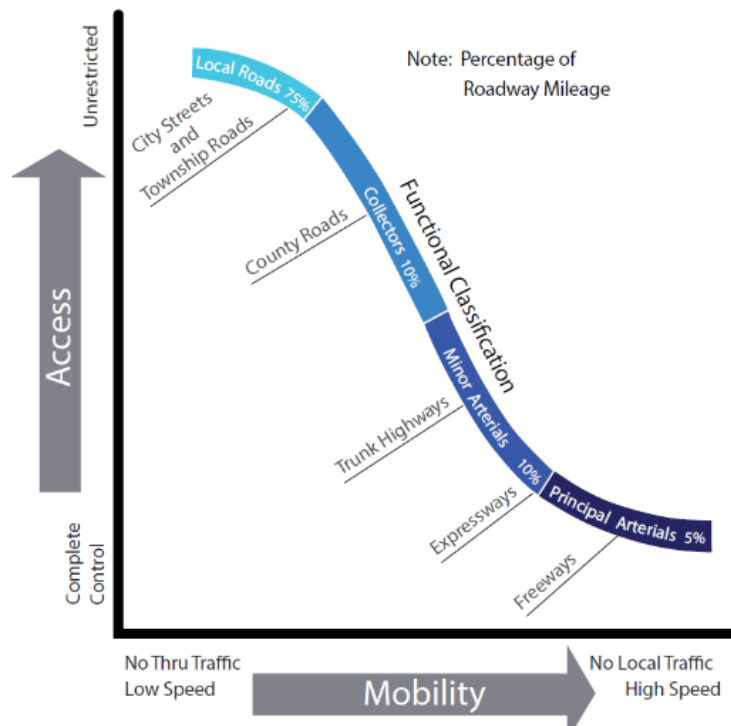 Note: Percentage of
Roadway Mileage
Unrestricted
Access
Complete
Control
Local Roads 75%
City Streets
and
Township Roads
Collectors 10%
County Roads
Functional Classification
Minor Arterials 10%
Trunk Highways
Expressways
Principal Arterials 5%
Freeways
No Thru Traffic
Low Speed
Mobility
No Local Traffic
High Speed